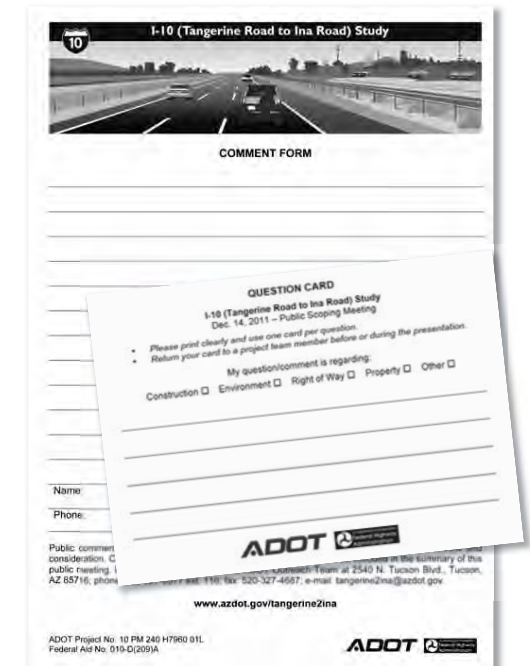 10
I-10 (Tangerine Road to Ina Road) Study
COMMENT FORM
QUESTION CARD
I-10 (Tangerine Road to Ina Road) Study
Dec. 14, 2011 – Public Scoping Meeting
• Please print clearly and use one card per question.
• Return your card to a project team member before or during the presentation.
My question/comment is regarding:
Construction ☐ Environment ☐ Right of Way ☐ Property ☐ Other ☐
ADOT
Name:
Phone:
Public commen
consideration. in the summary of this
public meeting. Outreach Team at 2540 N. Tucson Blvd., Tucson,
AZ 85716; phone ext. 116; fax: 520-327-4687; e-mail: tangerine2ina@azdot.gov.
www.azdot.gov/tangerine2ina
ADOT Project No. 10 PM 240 H7960 01L
Federal Aid No. 010-D(209)A
ADOT